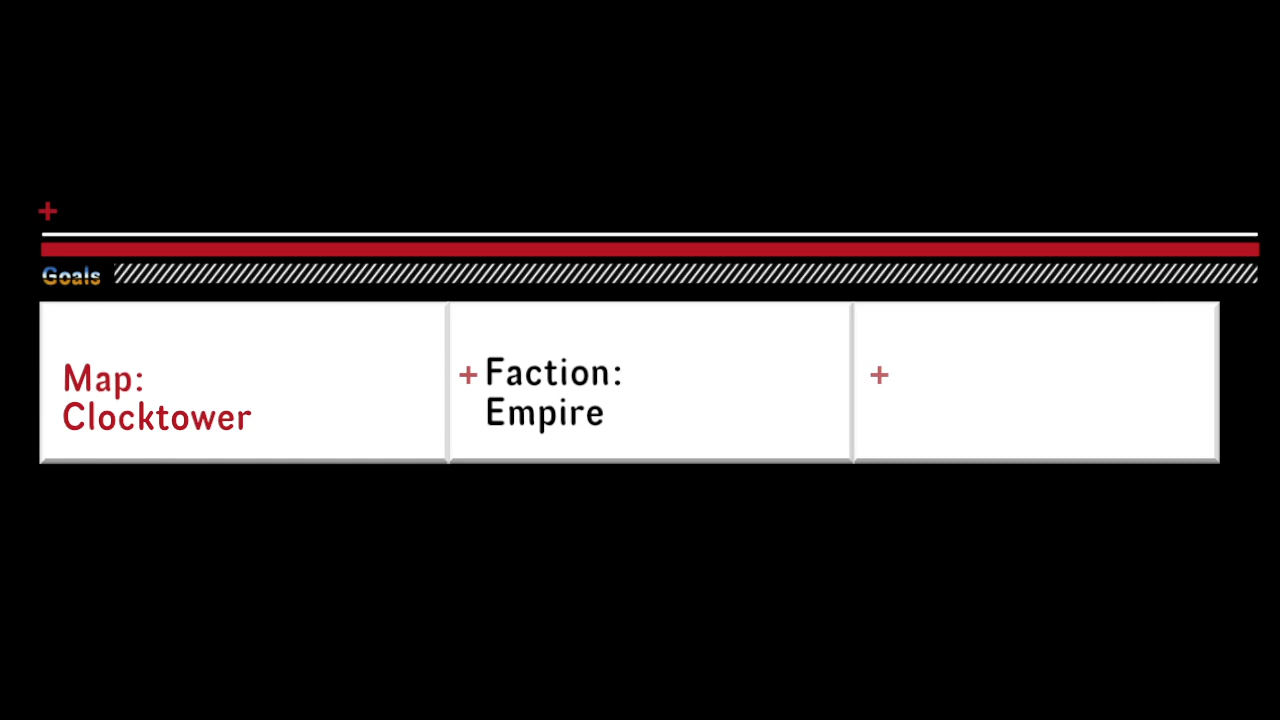 +
Goals
Map:
Clocktower
+ Faction:
Empire
+